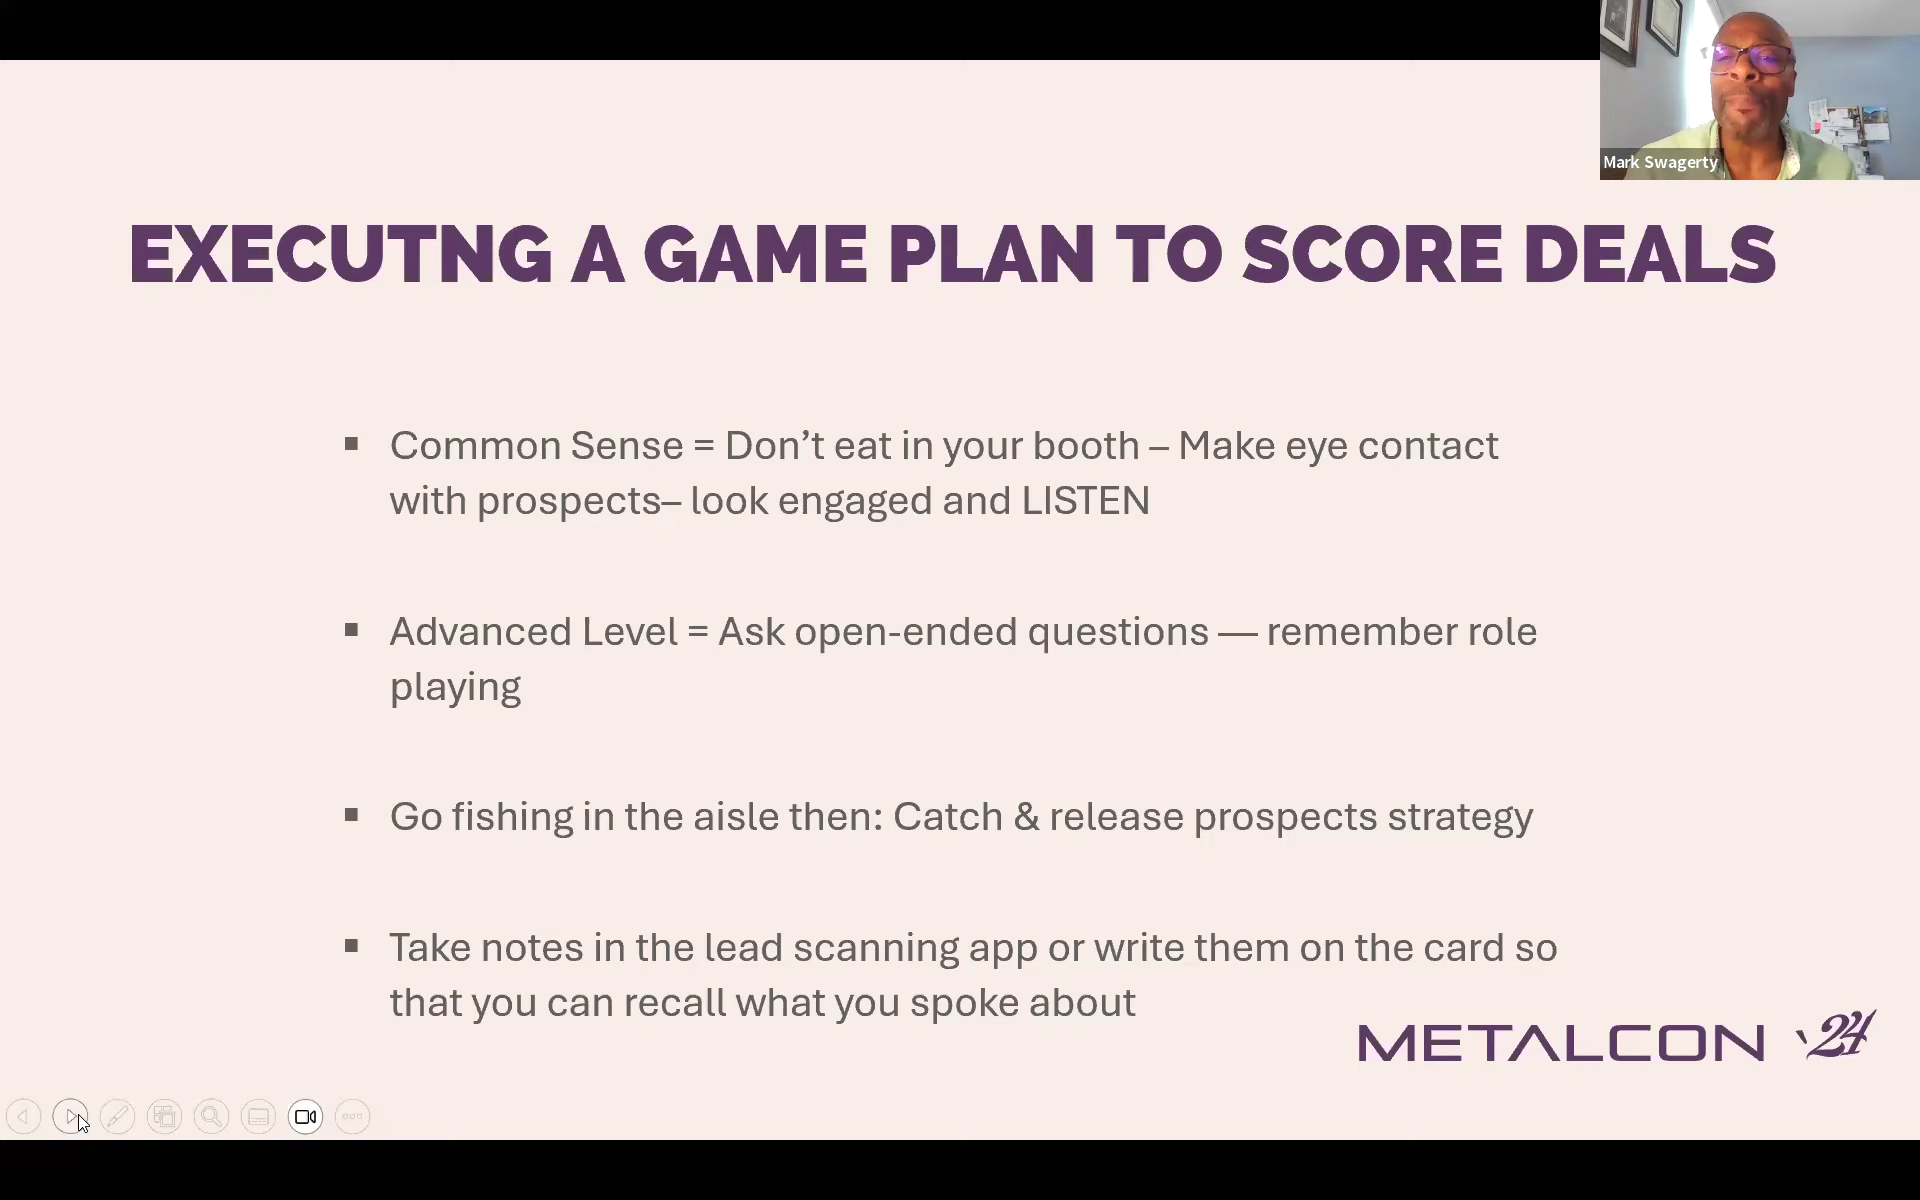 Mark Swagerty
EXECUTNG A GAME PLAN TO SCORE DEALS
▪ Common Sense = Don’t eat in your booth – Make eye contact
with prospects– look engaged and LISTEN
▪ Advanced Level = Ask open-ended questions — remember role
playing
▪ Go fishing in the aisle then: Catch & release prospects strategy
▪ Take notes in the lead scanning app or write them on the card so
that you can recall what you spoke about
METALCON ‘24